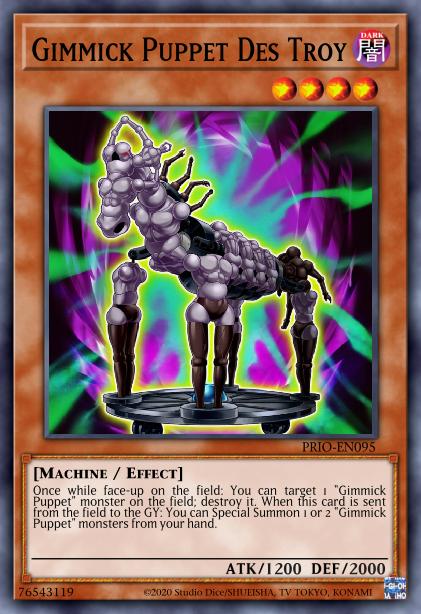 GIMMICK PUPPET DES TROY
DARK
闇
PRIO-EN095
[MACHINE / EFFECT]
Once while face-up on the field: You can target 1 "Gimmick
Puppet" monster on the field; destroy it. When this card is sent
from the field to the GY: You can Special Summon 1 or 2 "Gimmick
Puppet" monsters from your hand.
ATK/1200 DEF/2000
76543119
©2020 Studio Dice/SHUEISHA, TV TOKYO, KONAMI